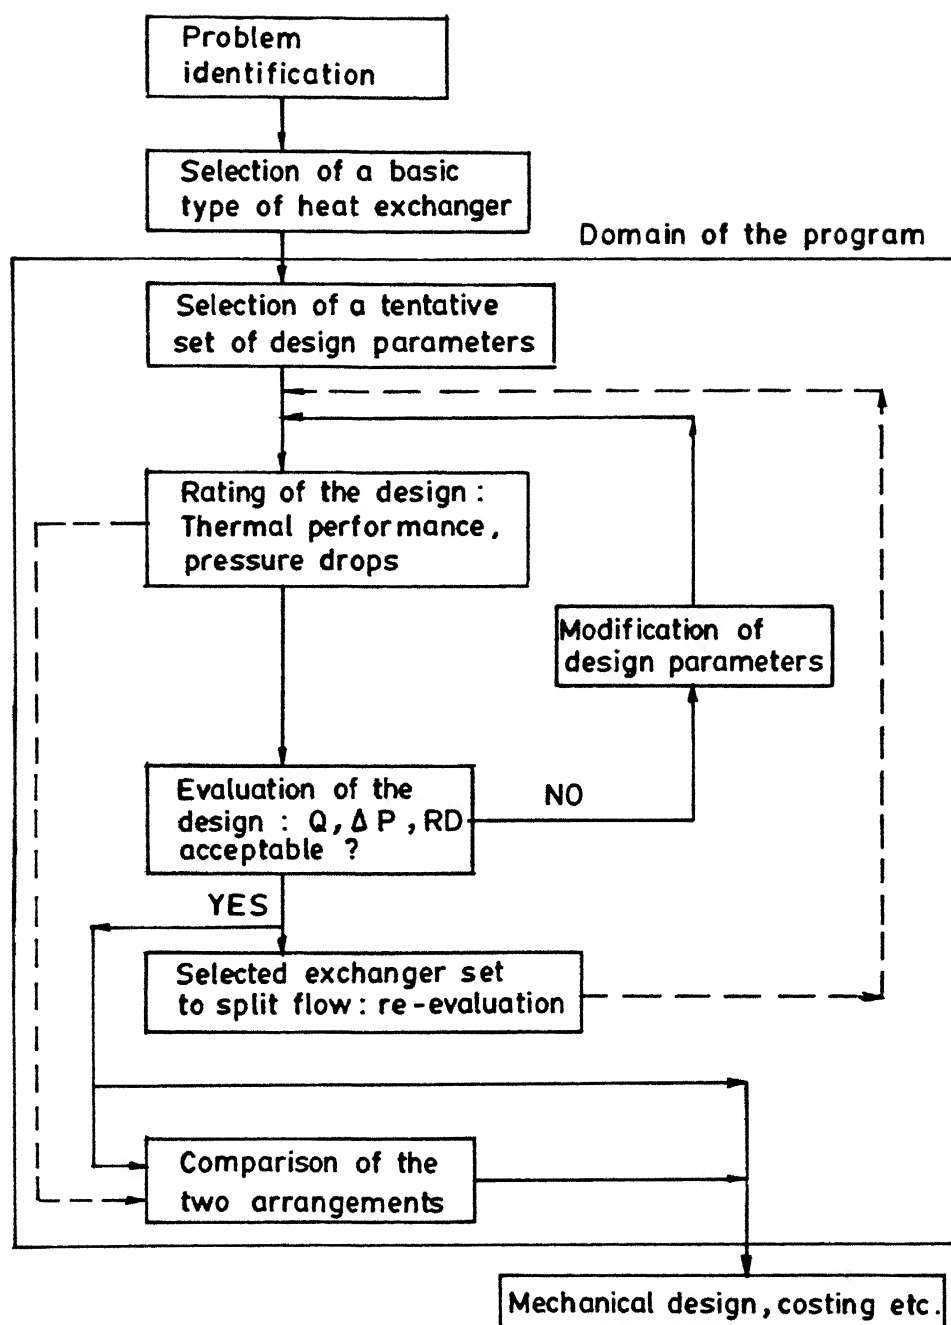 Problem
identification
Selection of a basic
type of heat exchanger
Domain of the program
Selection of a tentative
set of design parameters
Rating of the design :
Thermal performance,
pressure drops
Modification of
design parameters
Evaluation of the
design : Q, Δ P, RD
acceptable ?
NO
YES
Selected exchanger set
to split flow : re-evaluation
Comparison of the
two arrangements
Mechanical design, costing etc.